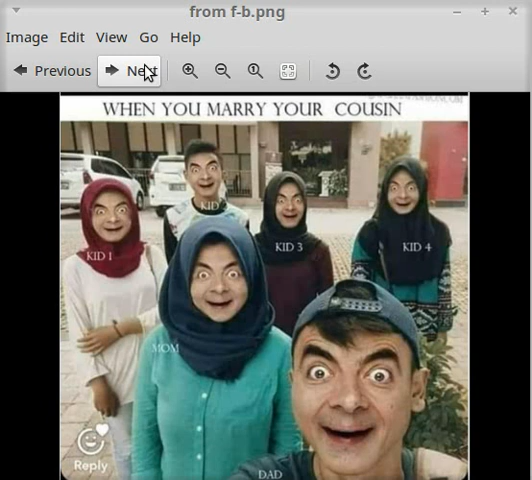 from f-b.png
Image Edit View Go Help
Previous Next
WHEN YOU MARRY YOUR COUSIN
KID
KID 1
KID 3
KID 4
MOM
Reply
DAD